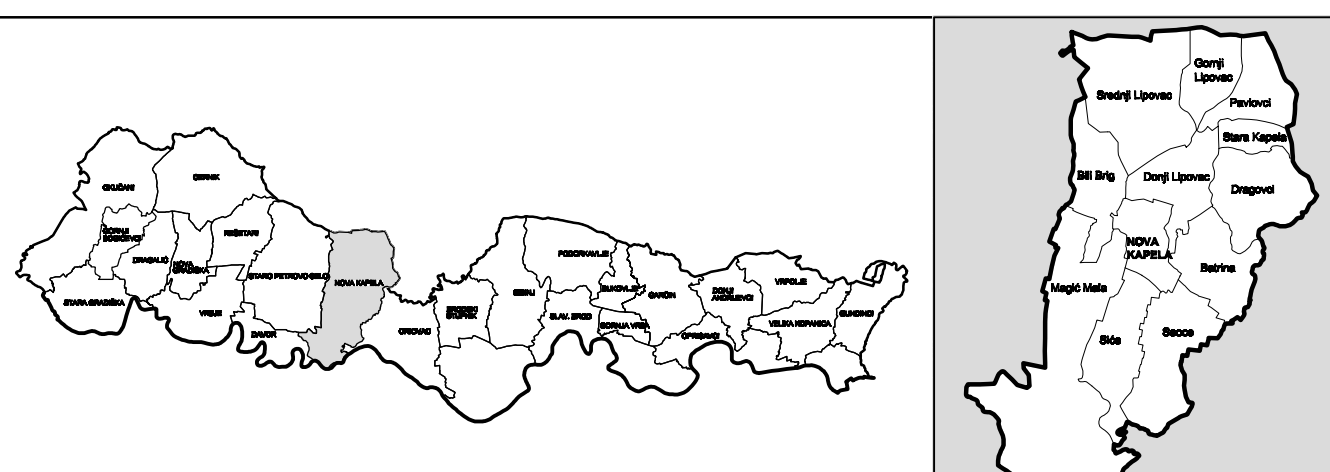 OKUČANI
CERNIK
GORNJI
BOGIĆEVCI
REŠETARI
DRAGALIĆ
NOVA
GRADIŠKA
STARO PETROVO SELO
NOVA KAPELA
STARA GRADIŠKA
VRBJE
DAVOR
ORIOVAC
BRODSKI
STUPNIK
SIBINJ
PODCRKAVLJE
BUKOVLJE
GARČIN
DONJI
ANDRIJEVCI
VRPOLJE
SLAV. BROD
GORNJA VRBA
OPRISAVCI
VELIKA KOPANICA
GUNDINCI
Gornji
Lipovac
Srednji Lipovac
Pavlovci
Stara Kapela
Bili Brig
Donji Lipovac
Dragovci
NOVA
KAPELA
Batrina
Magić Mala
Siče
Seoce